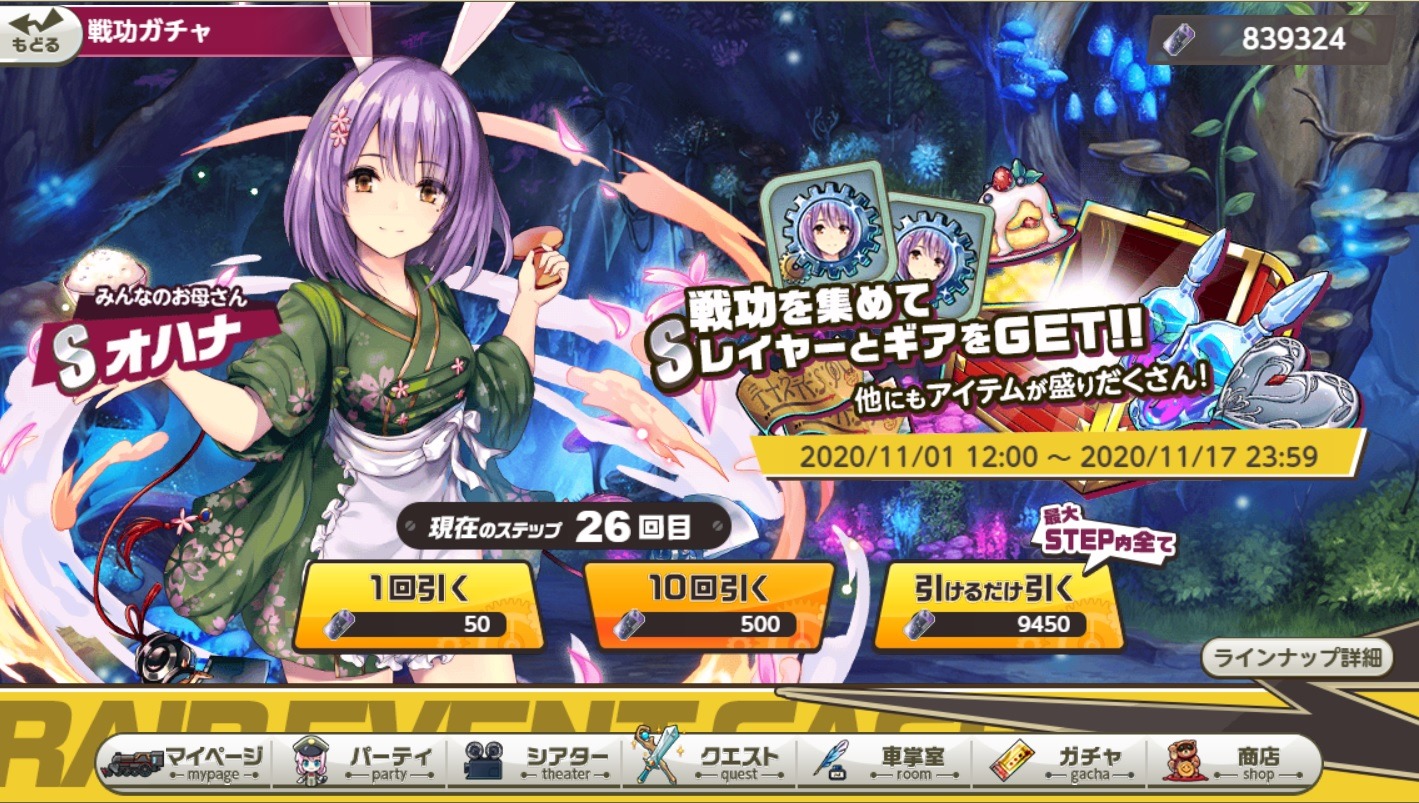 もどる
戦功ガチャ
839324
みんなのお母さん
S オハナ
戦功を集めて
SレイヤーとギアをGET!!
他にもアイテムが盛りだくさん!
2020/11/01 12:00 ～ 2020/11/17 23:59
現在のステップ 26回目
最大
STEP内全て
1回引く
50
10回引く
500
引けるだけ引く
9450
ラインナップ詳細
マイページ
mypage
パーティ
party
シアター
theater
クエスト
quest
車掌室
room
ガチャ
gacha
商店
shop